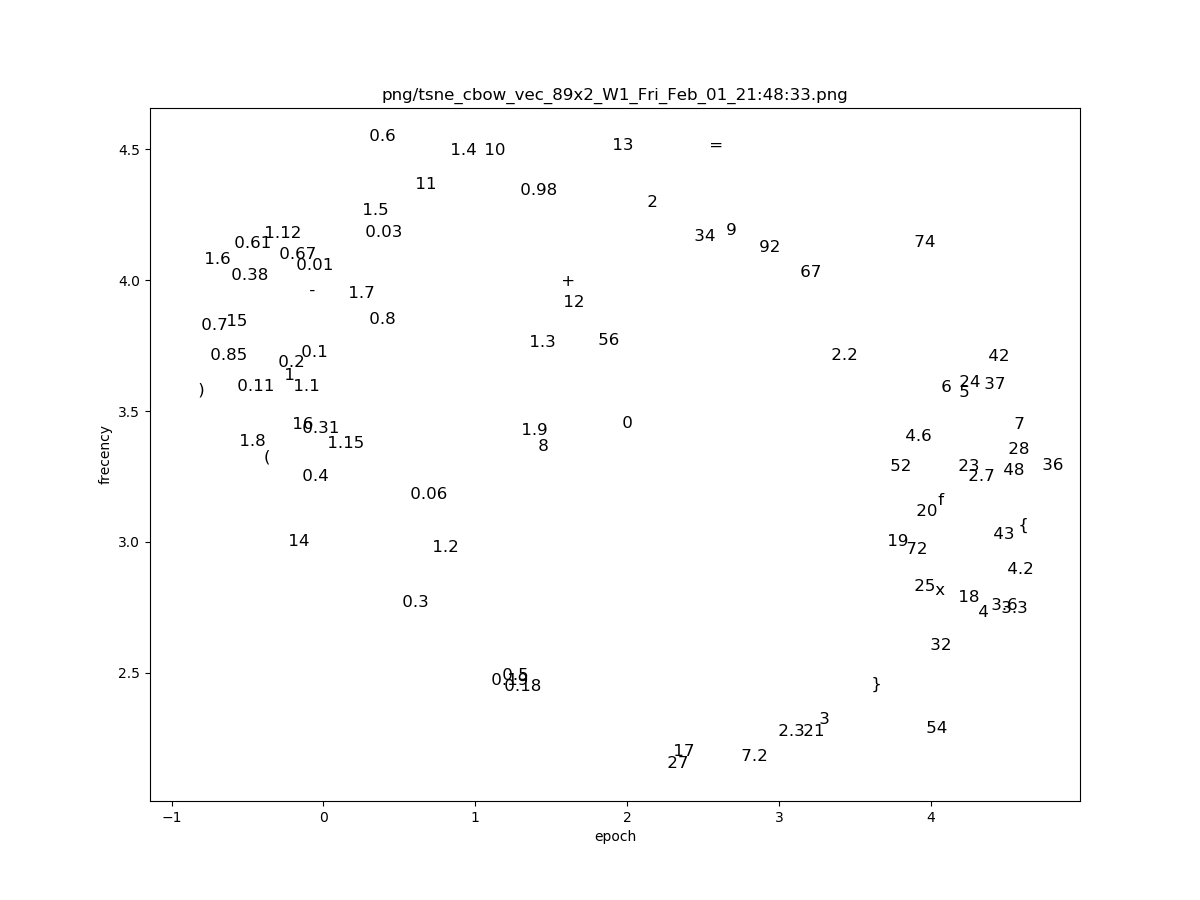 png/tsne_cbow_vec_89x2_W1_Fri_Feb_01_21:48:33.png
0.6
4.5 1.4 10 13 =
11 0.98
1.5 2
1.12 0.03 34 9
0.61 92 74
1.6 0.67
0.38 0.01 67
4.0 +
- 1.7 12
0.7 15 0.8
1.3 56
0.85 0.1 2.2 42
0.2
1 24 37
) 0.11 1.1 6 5
3.5
16 0.31 1.9 0 7
1.8 1.15 8 4.6 28
frecency ( 52 23 48 36
0.4 2.7
0.06 f
20 {
3.0 14 1.2 19 72 43
4.2
25 x 18
0.3 4 3.6 3.3
32
2.5 0.5
0.19 0.18 }
3
2.3 21 54
17 7.2
27
−1 0 1 2 3 4
epoch